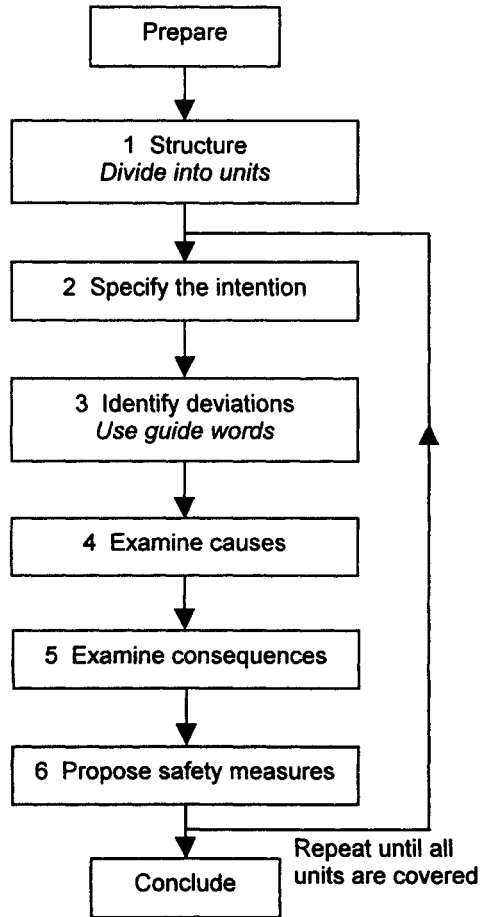 Prepare
1 Structure
Divide into units
2 Specify the intention
3 Identify deviations
Use guide words
4 Examine causes
5 Examine consequences
6 Propose safety measures
Repeat until all
units are covered
Conclude